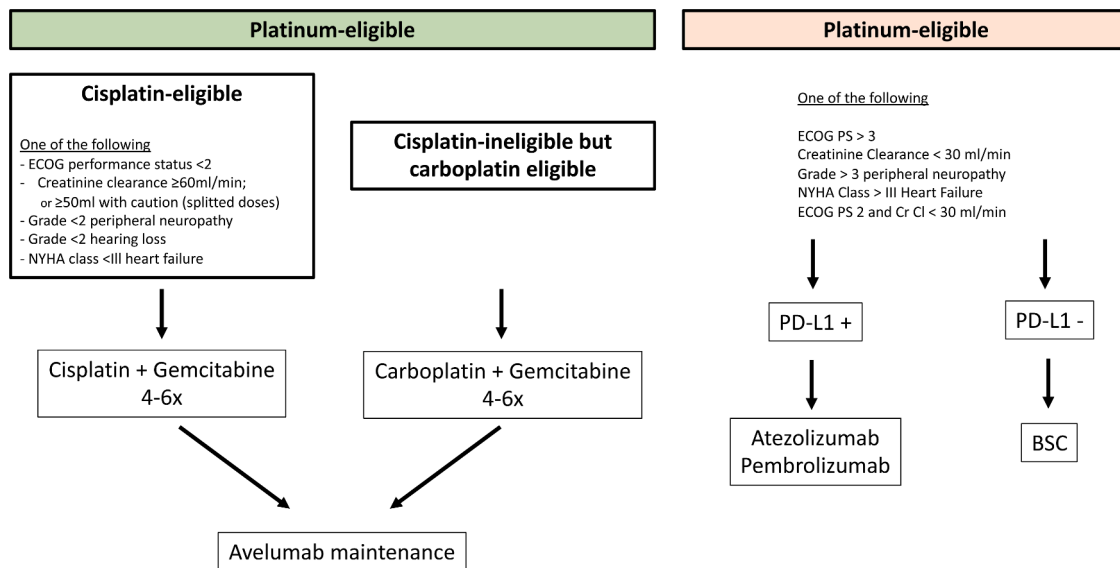 Platinum-eligible
Cisplatin-eligible
One of the following
- ECOG performance status <2
- Creatinine clearance ≥60ml/min;
or ≥50ml with caution (splitted doses)
- Grade <2 peripheral neuropathy
- Grade <2 hearing loss
- NYHA class <III heart failure
Cisplatin-ineligible but
carboplatin eligible
Cisplatin + Gemcitabine
4-6x
Carboplatin + Gemcitabine
4-6x
Avelumab maintenance
Platinum-eligible
One of the following
ECOG PS > 3
Creatinine Clearance < 30 ml/min
Grade > 3 peripheral neuropathy
NYHA Class > III Heart Failure
ECOG PS 2 and Cr Cl < 30 ml/min
PD-L1 +
PD-L1 -
Atezolizumab
Pembrolizumab
BSC